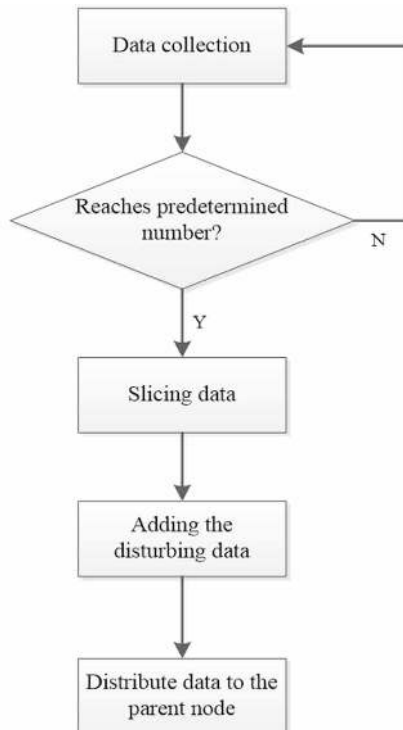 Data collection
Reaches predetermined
number?
N
Y
Slicing data
Adding the
disturbing data
Distribute data to the
parent node